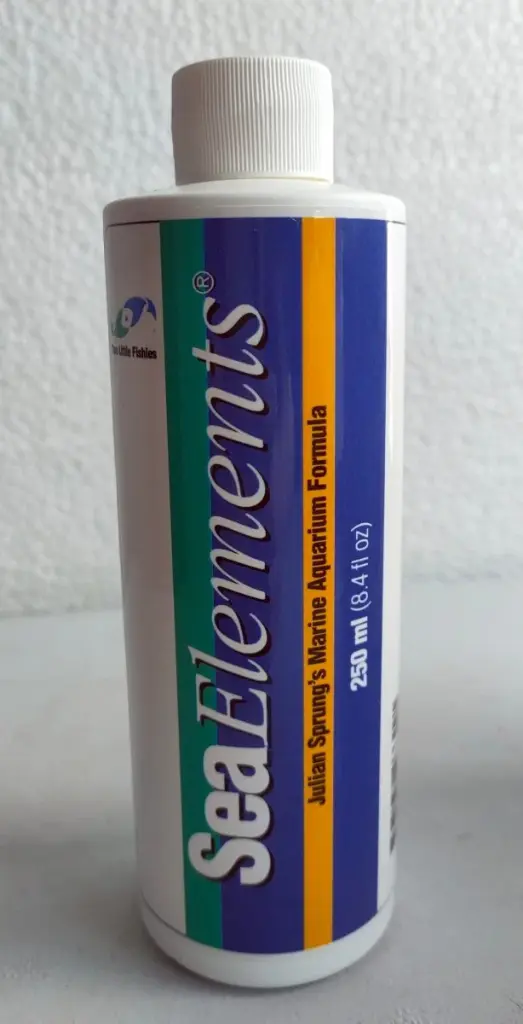 Two Little Fishies
SeaElements®
Julian Sprung's Marine Aquarium Formula
250 ml (8.4 fl oz)